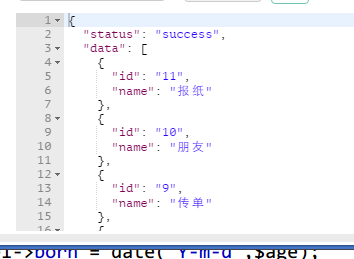 1 {
2 "status": "success",
3 "data": [
4 {
5 "id": "11",
6 "name": "报纸"
7 },
8 {
9 "id": "10",
10 "name": "朋友"
11 },
12 {
13 "id": "9",
14 "name": "传单"
15 },
16 {
->born = date('Y-m-d',$age);